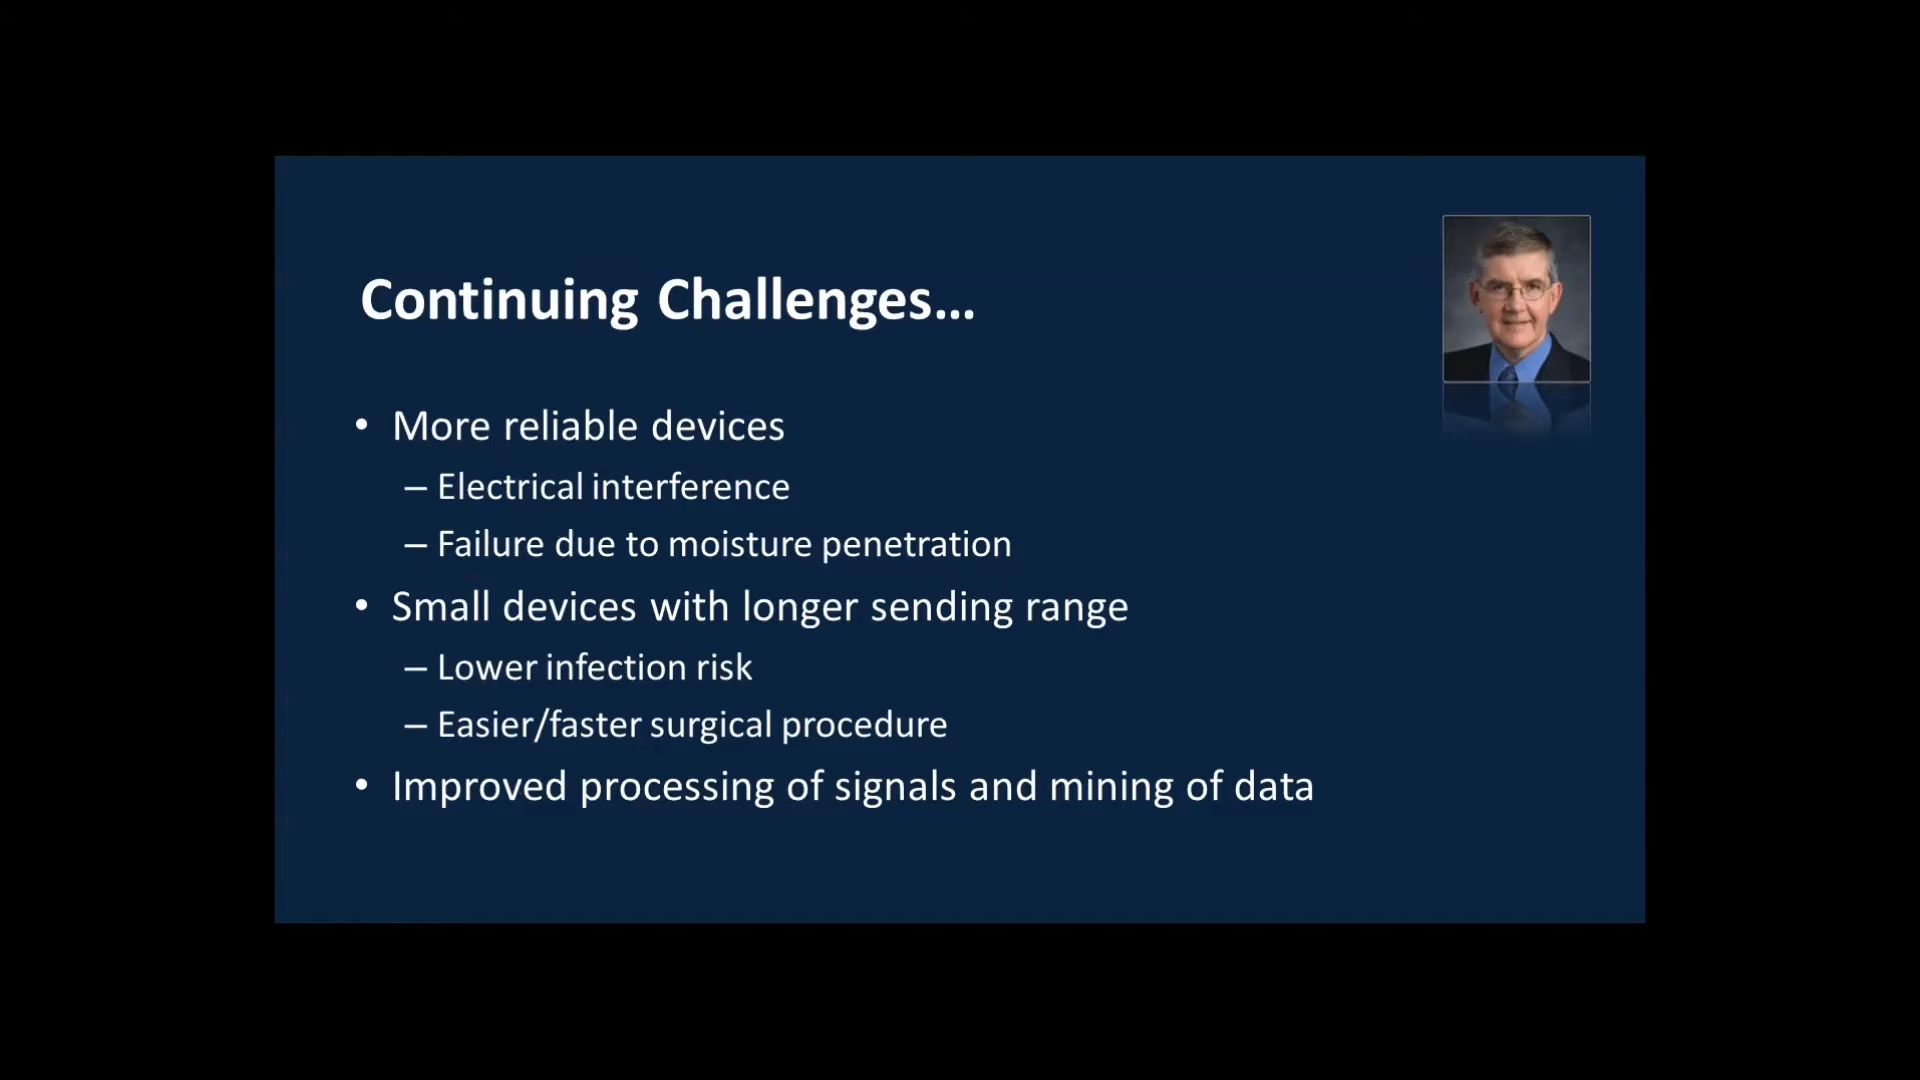 Continuing Challenges...
• More reliable devices
– Electrical interference
– Failure due to moisture penetration
• Small devices with longer sending range
– Lower infection risk
– Easier/faster surgical procedure
• Improved processing of signals and mining of data